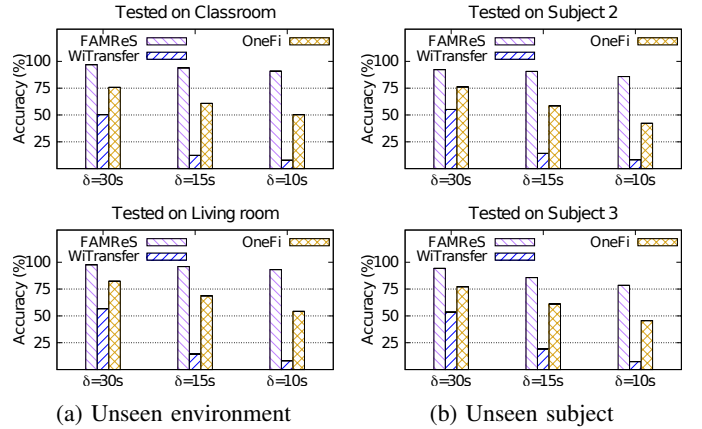 Tested on Classroom
FAMReS
WiTransfer
OneFi
Accuracy (%)
100
75
50
25
δ=30s δ=15s δ=10s
Tested on Subject 2
FAMReS
WiTransfer
OneFi
Accuracy (%)
100
75
50
25
δ=30s δ=15s δ=10s
Tested on Living room
FAMReS
WiTransfer
OneFi
Accuracy (%)
100
75
50
25
δ=30s δ=15s δ=10s
Tested on Subject 3
FAMReS
WiTransfer
OneFi
Accuracy (%)
100
75
50
25
δ=30s δ=15s δ=10s
(a) Unseen environment
(b) Unseen subject